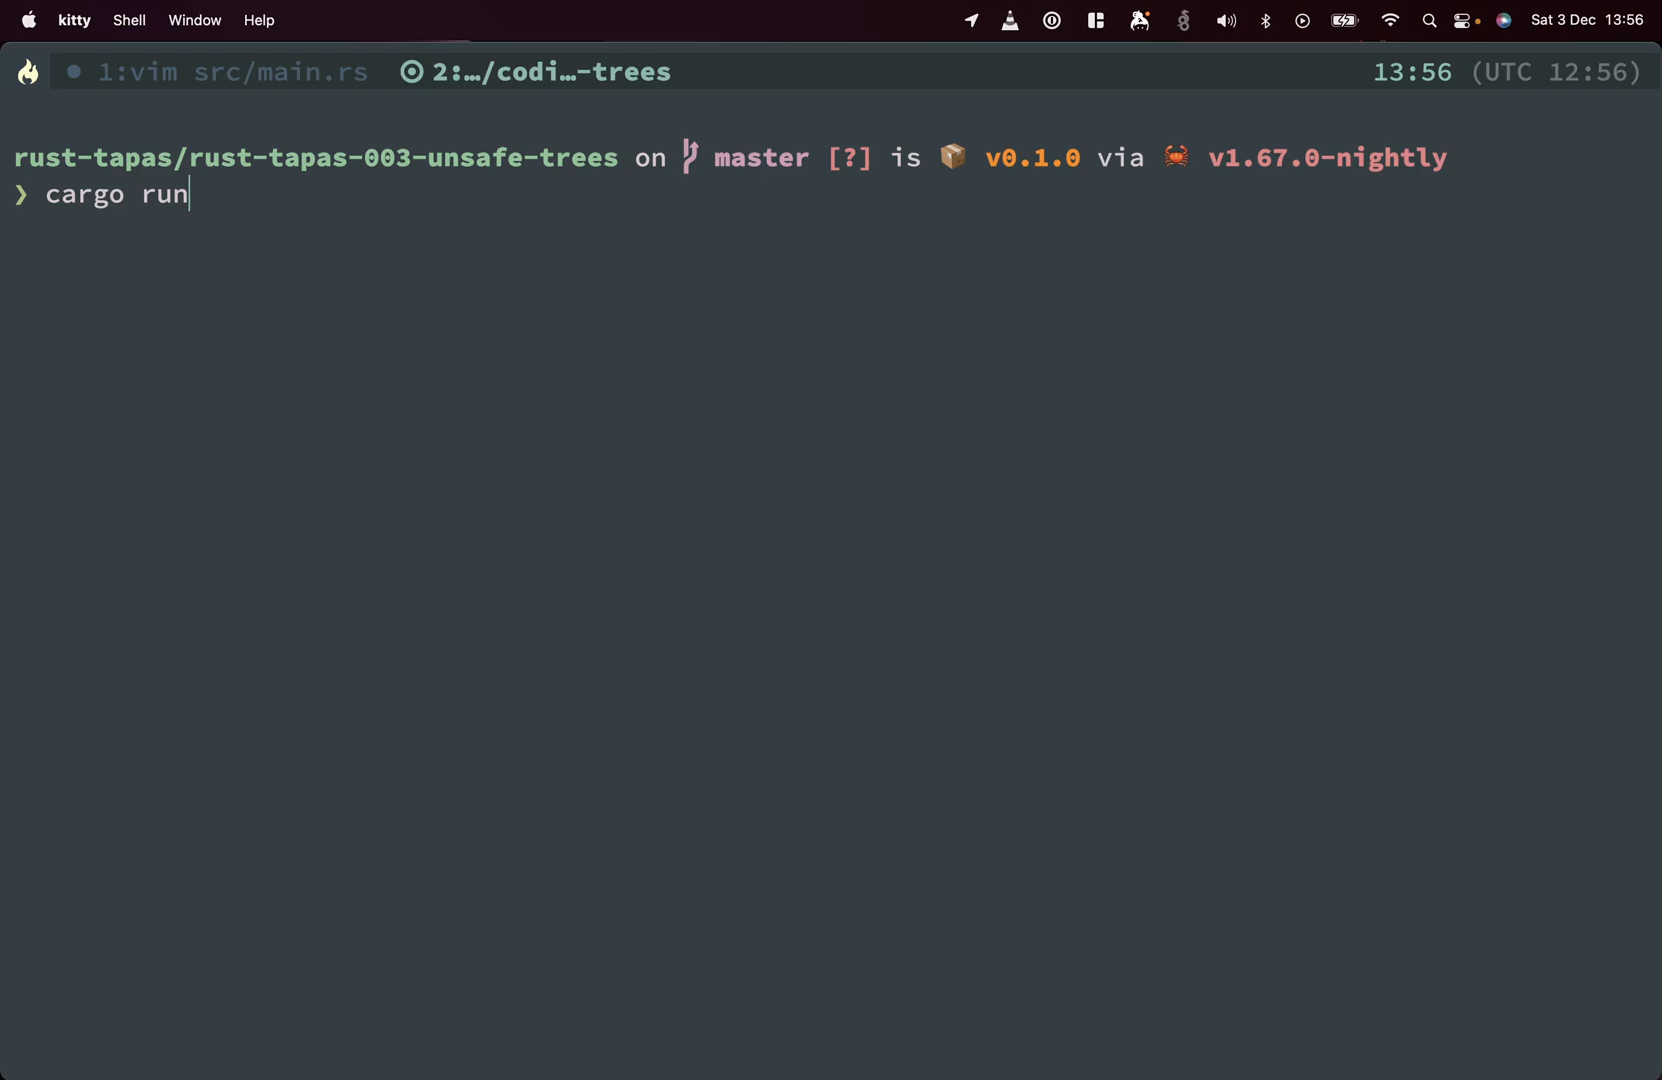 kitty Shell Window Help Sat 3 Dec 13:56
1:vim src/main.rs 2:…/codi…-trees 13:56 (UTC 12:56)
rust-tapas/rust-tapas-003-unsafe-trees on master [?] is 📦 v0.1.0 via 🦀 v1.67.0-nightly
❯ cargo run